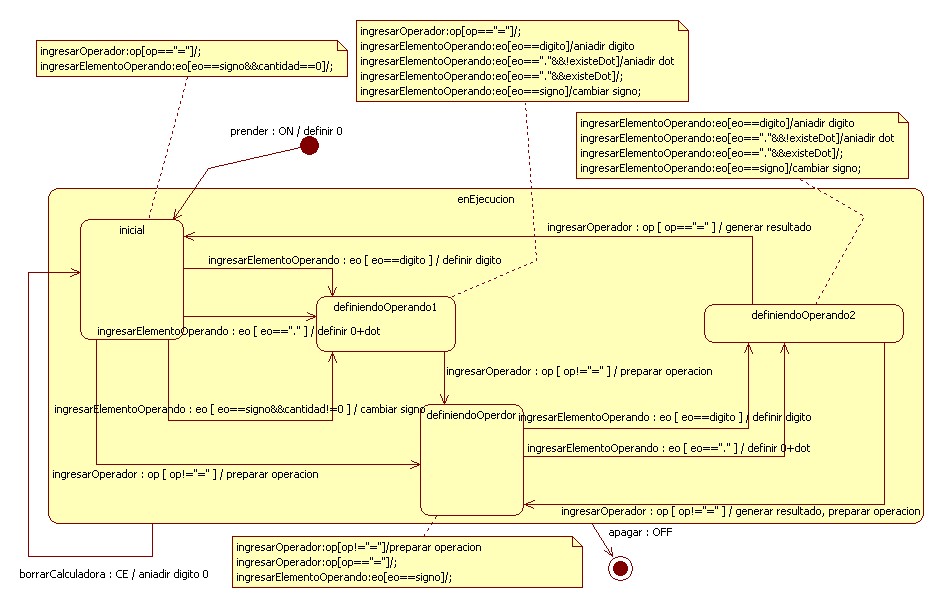 ingresarOperador:op[op=="="]/;
ingresarElementoOperando:eo[eo==signo&&cantidad==0]/;
ingresarOperador:op[op=="="]/;
ingresarElementoOperando:eo[eo==digito]/aniadir digito
ingresarElementoOperando:eo[eo=="."&&!existeDot]/aniadir dot
ingresarElementoOperando:eo[eo=="."&&existeDot]/;
ingresarElementoOperando:eo[eo==signo]/cambiar signo;
ingresarElementoOperando:eo[eo==digito]/aniadir digito
ingresarElementoOperando:eo[eo=="."&&!existeDot]/aniadir dot
ingresarElementoOperando:eo[eo=="."&&existeDot]/;
ingresarElementoOperando:eo[eo==signo]/cambiar signo;
prender : ON / definir 0
enEjecucion
inicial
ingresarOperador : op [ op=="=" ] / generar resultado
ingresarElementoOperando : eo [ eo==digito ] / definir digito
definiendoOperando1
definiendoOperando2
ingresarElementoOperando : eo [ eo=="." ] / definir 0+dot
ingresarOperador : op [ op!="=" ] / preparar operacion
ingresarElementoOperando : eo [ eo==signo&&cantidad!=0 ] / cambiar signo
definiendoOperdor
ingresarElementoOperando : eo [ eo==digito ] / definir digito
ingresarElementoOperando : eo [ eo=="." ] / definir 0+dot
ingresarOperador : op [ op!="=" ] / preparar operacion
ingresarOperador : op [ op!="=" ] / generar resultado, preparar operacion
apagar : OFF
borrarCalculadora : CE / aniadir digito 0
ingresarOperador:op[op!="="]/preparar operacion
ingresarOperador:op[op=="="]/;
ingresarElementoOperando:eo[eo==signo]/;